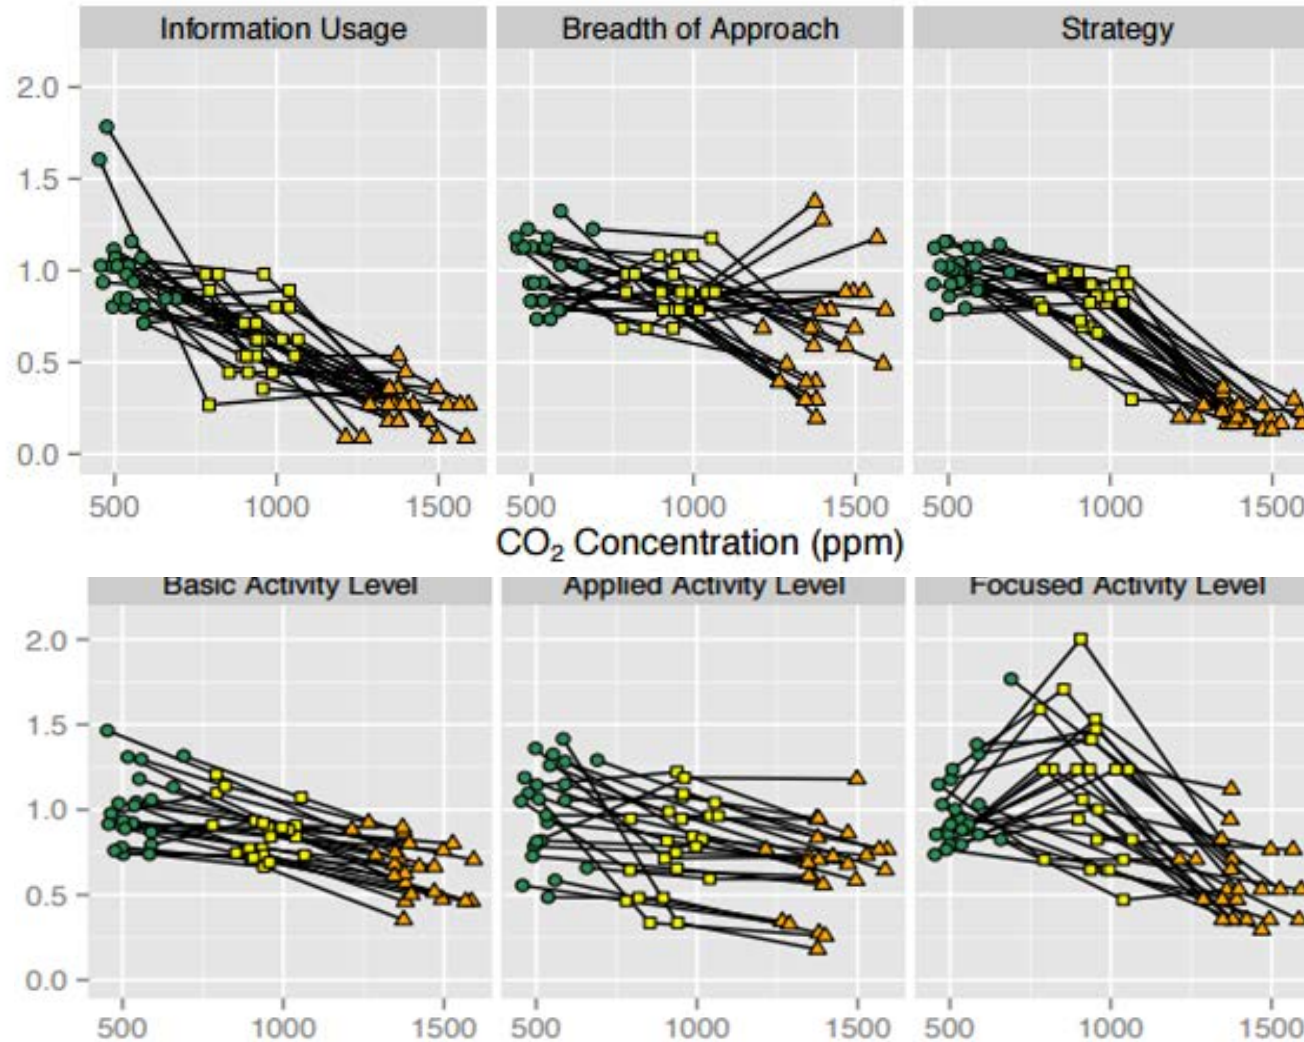 Information Usage Breadth of Approach Strategy
2.0
1.5
1.0
0.5
0.0
500 1000 1500 500 1000 1500 500 1000 1500
CO₂ Concentration (ppm)
Basic Activity Level Applied Activity Level Focused Activity Level
2.0
1.5
1.0
0.5
0.0
500 1000 1500 500 1000 1500 500 1000 1500